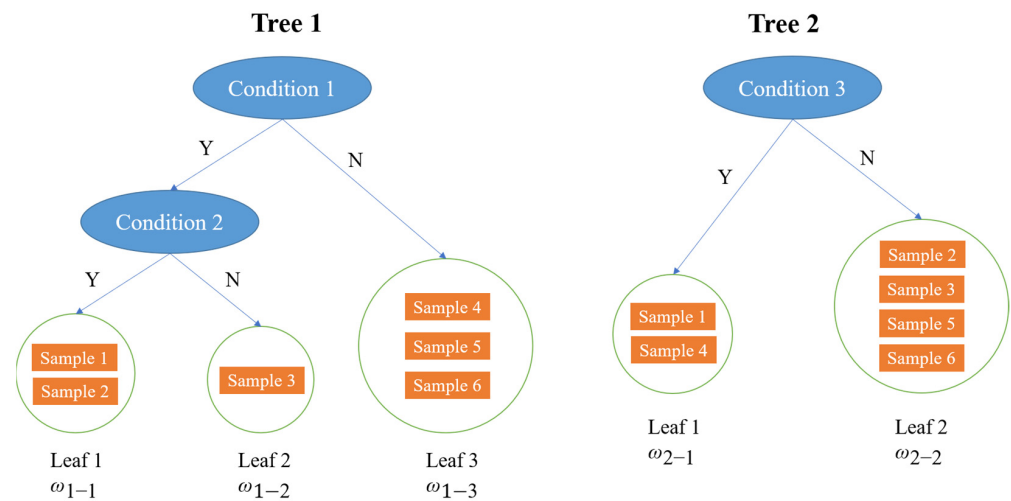 Tree 1
Condition 1
Y
N
Condition 2
Y
N
Sample 1
Sample 2
Sample 3
Sample 4
Sample 5
Sample 6
Leaf 1
ω1−1
Leaf 2
ω1−2
Leaf 3
ω1−3
Tree 2
Condition 3
Y
N
Sample 1
Sample 4
Sample 2
Sample 3
Sample 5
Sample 6
Leaf 1
ω2−1
Leaf 2
ω2−2